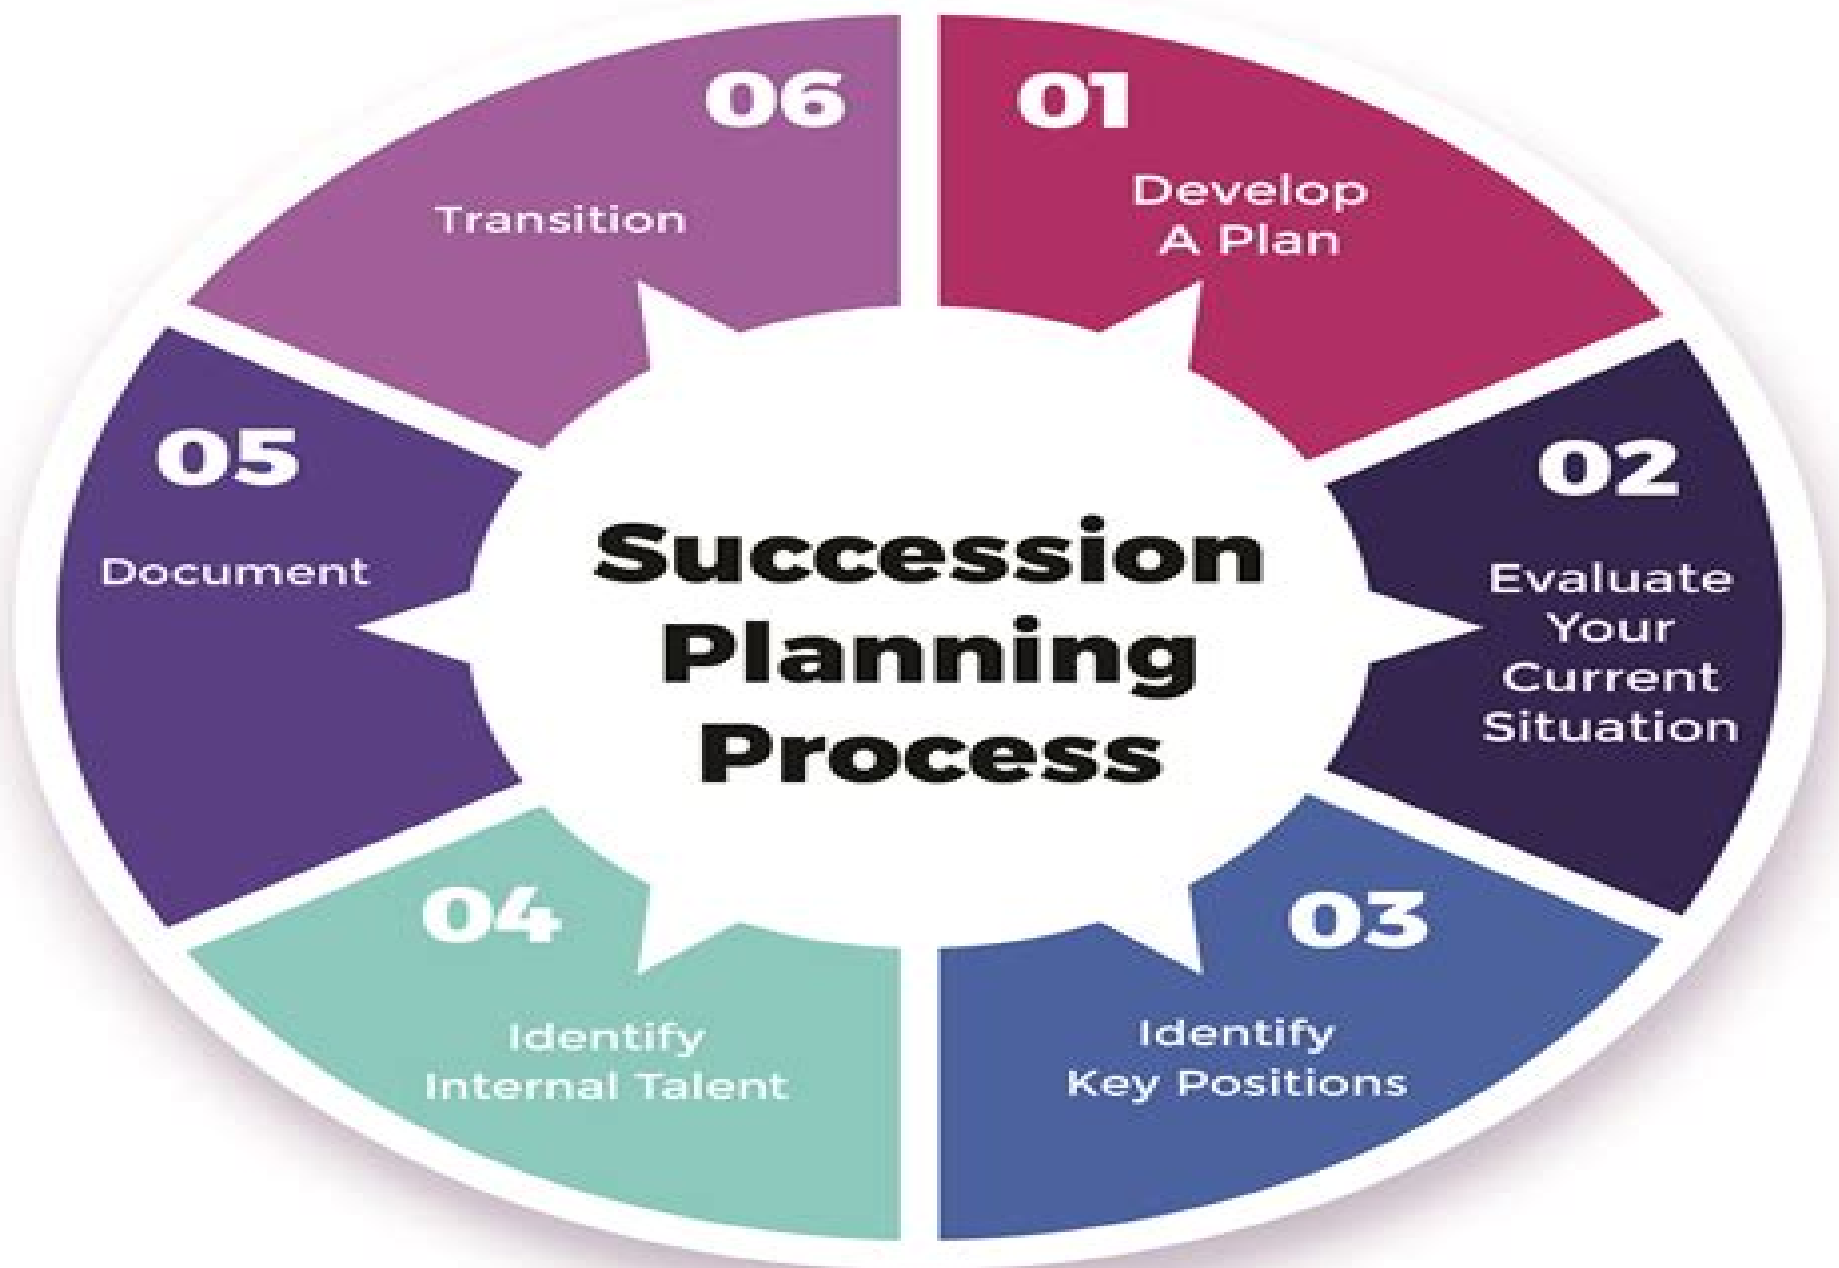 Succession
Planning
Process
01
Develop
A Plan
02
Evaluate
Your
Current
Situation
03
Identify
Key Positions
04
Identify
Internal Talent
05
Document
06
Transition